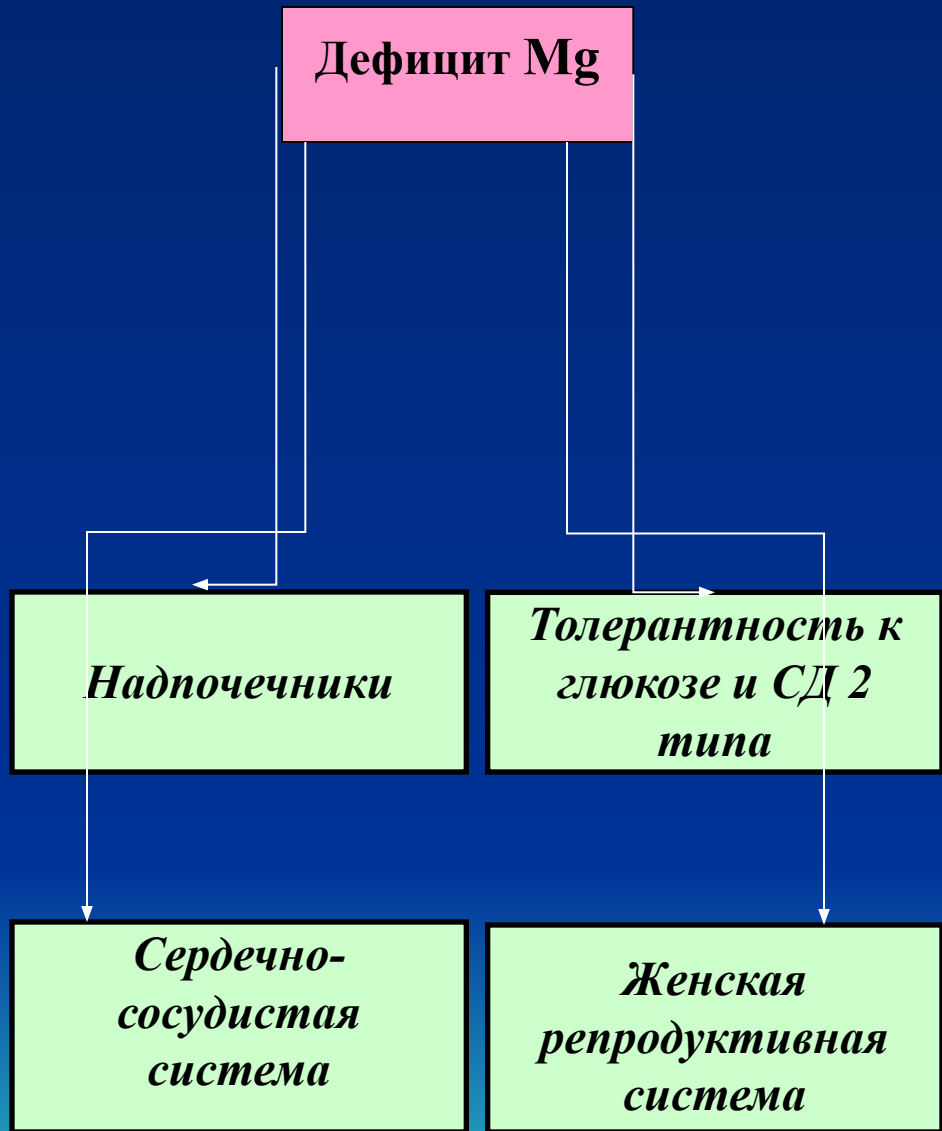 Дефицит Mg
Надпочечники
Толерантность к
глюкозе и СД 2
типа
Сердечно-
сосудистая
система
Женская
репродуктивная
система